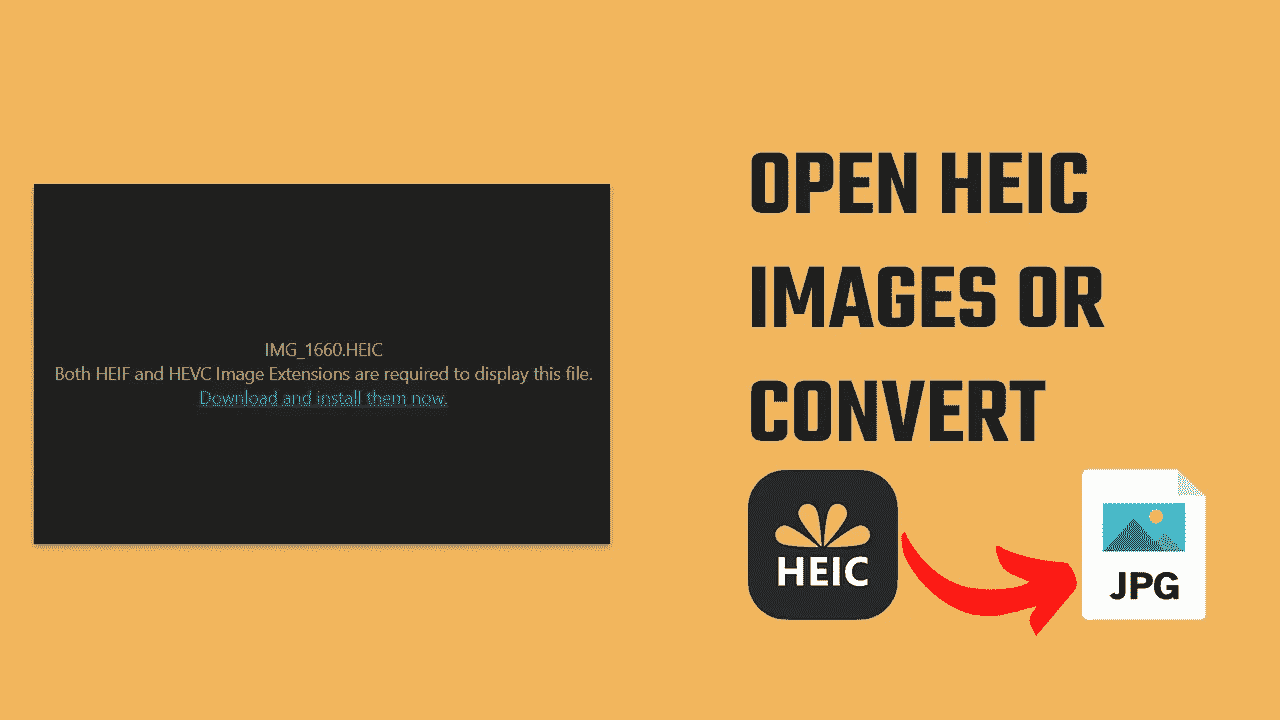 IMG_1660.HEIC
Both HEIF and HEVC Image Extensions are required to display this file.
Download and install them now.
OPEN HEIC
IMAGES OR
CONVERT
HEIC
JPG